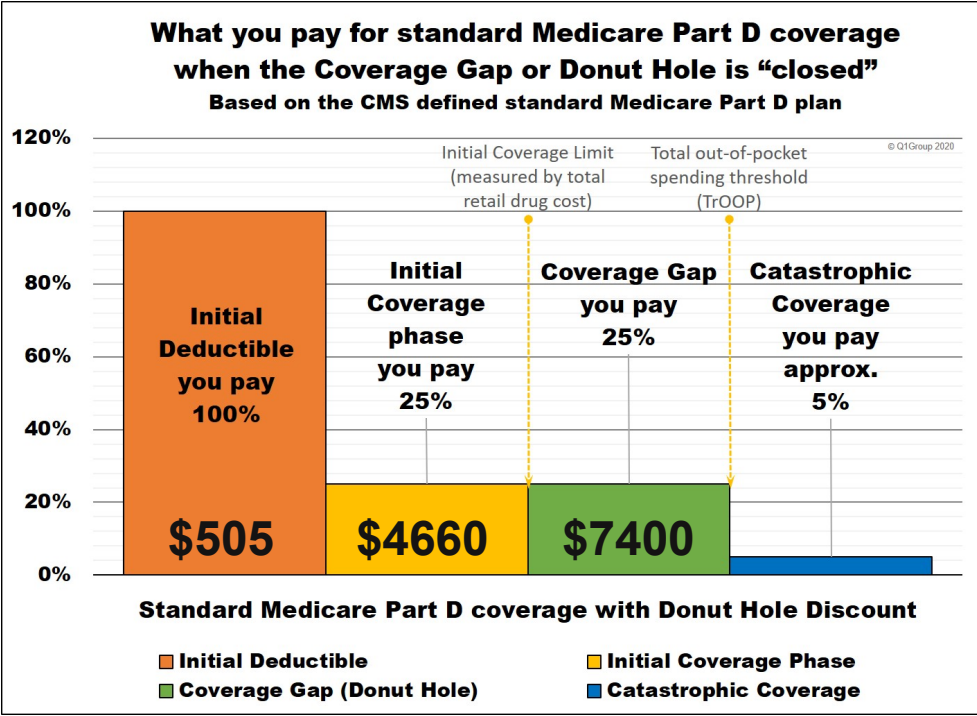 What you pay for standard Medicare Part D coverage
when the Coverage Gap or Donut Hole is “closed”
Based on the CMS defined standard Medicare Part D plan
© Q1Group 2020
120%
100%
80%
60%
40%
20%
0%
Initial Coverage Limit
(measured by total
retail drug cost)
Total out-of-pocket
spending threshold
(TrOOP)
Initial
Deductible
you pay
100%
$505
Initial
Coverage
phase
you pay
25%
$4660
Coverage Gap
you pay
25%
$7400
Catastrophic
Coverage
you pay
approx.
5%
Standard Medicare Part D coverage with Donut Hole Discount
Initial Deductible
Initial Coverage Phase
Coverage Gap (Donut Hole)
Catastrophic Coverage